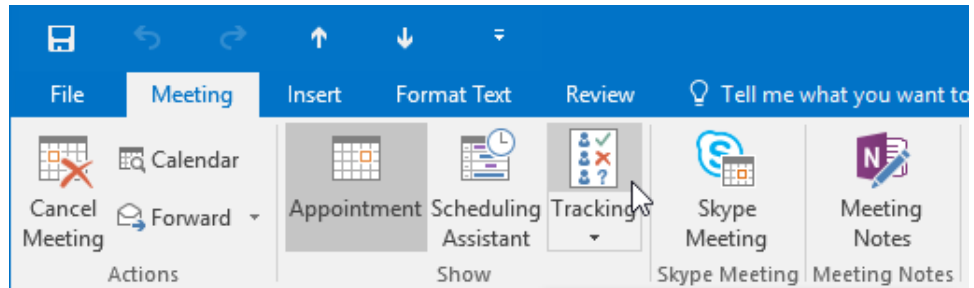 File Meeting Insert Format Text Review Tell me what you want to
Cancel Meeting
Calendar
Forward
Actions
Appointment
Scheduling Assistant
Tracking
Show
Skype Meeting
Skype Meeting
Meeting Notes
Meeting Notes